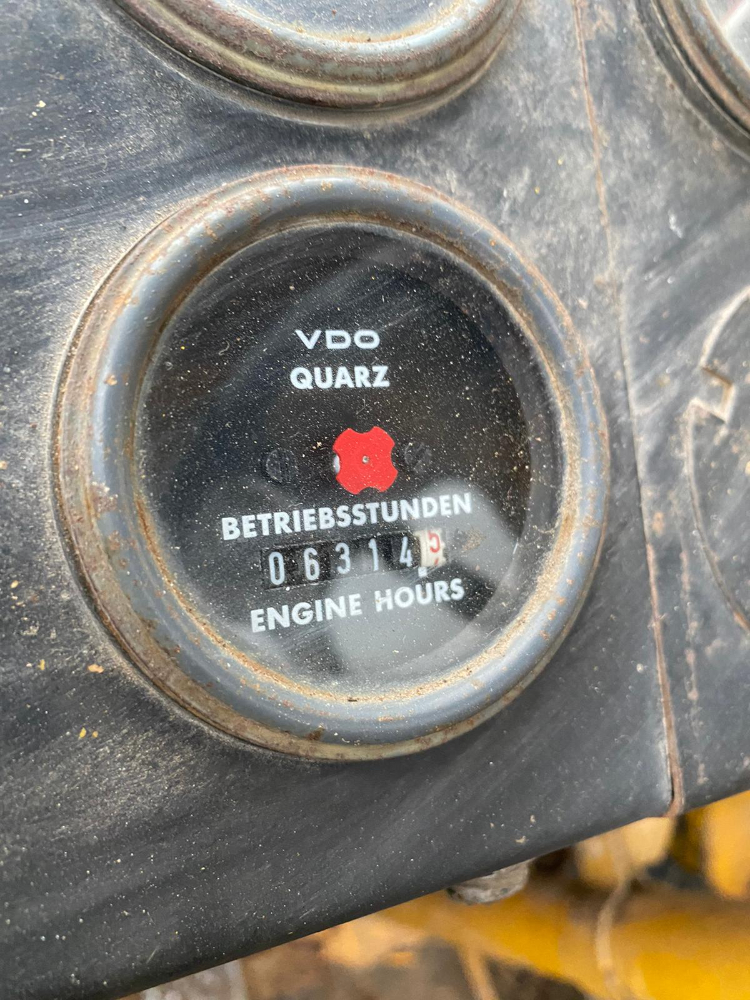 VDO
QUARZ
BETRIEBSSTUNDEN
06314
ENGINE HOURS